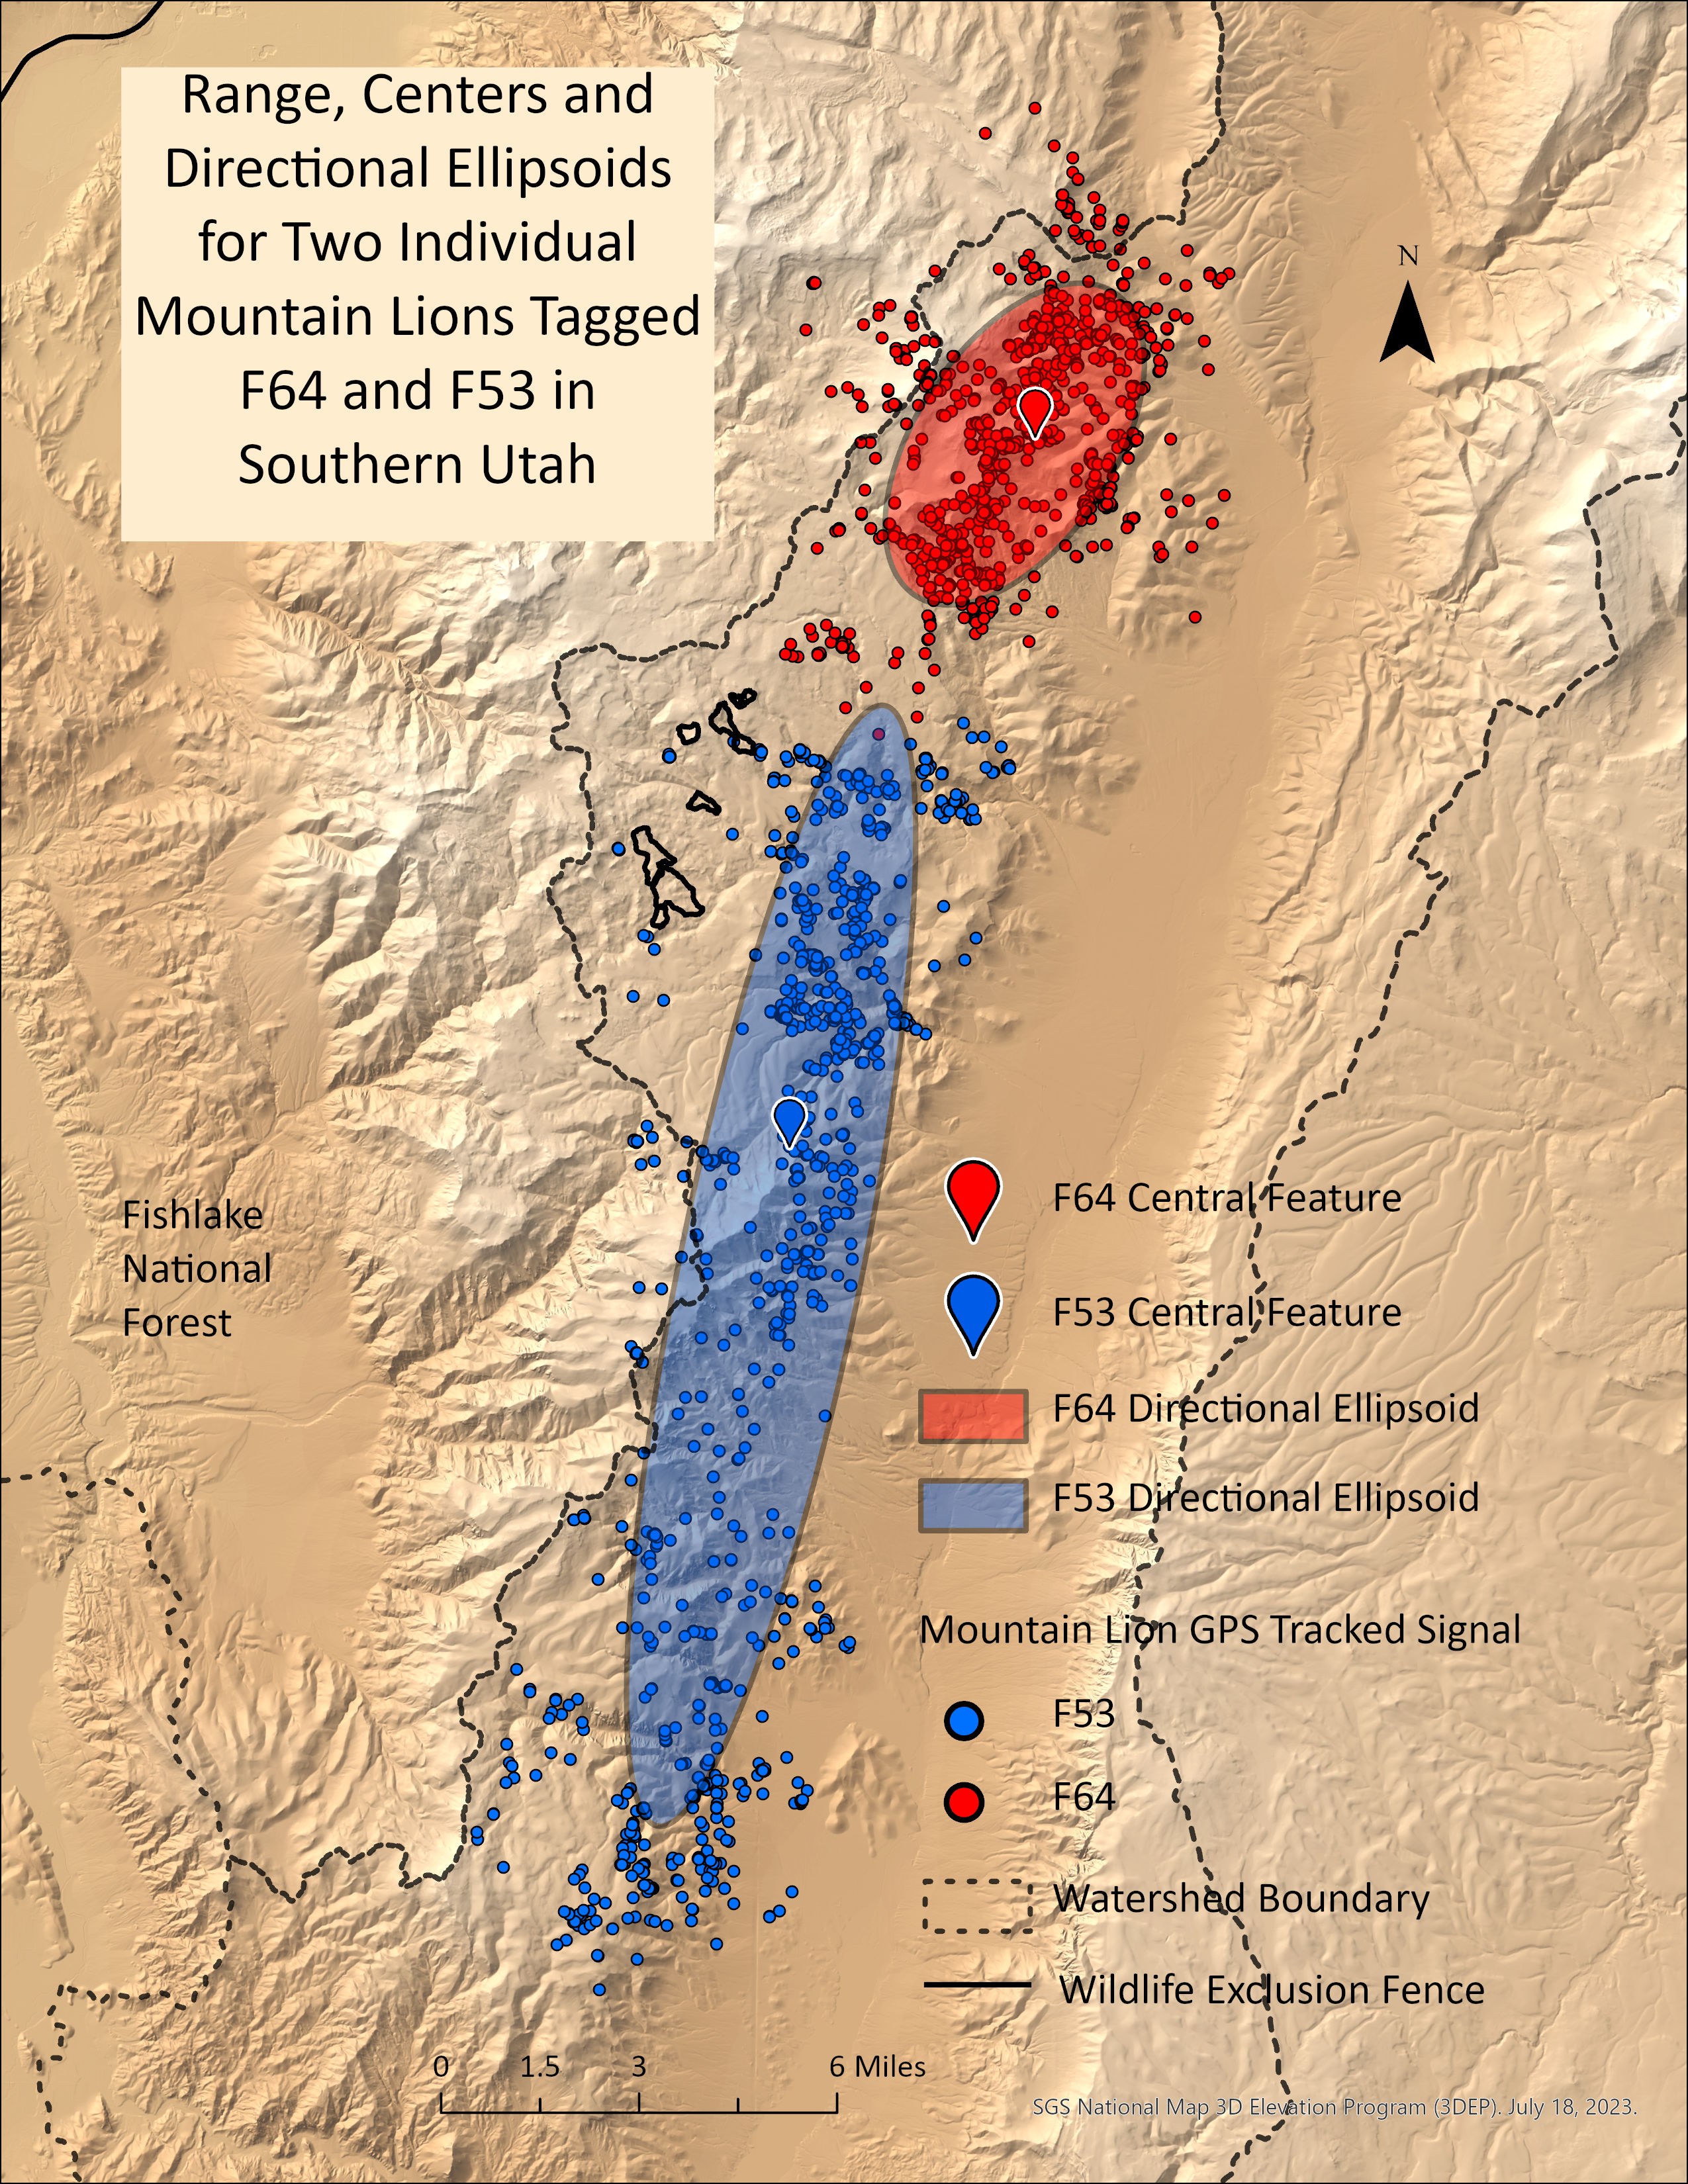 Range, Centers and
Directional Ellipsoids
for Two Individual
Mountain Lions Tagged
F64 and F53 in
Southern Utah
N
F64 Central Feature
Fishlake
National
Forest
F53 Central Feature
F64 Directional Ellipsoid
F53 Directional Ellipsoid
Mountain Lion GPS Tracked Signal
F53
F64
Watershed Boundary
Wildlife Exclusion Fence
0 1.5 3 6 Miles
SGS National Map 3D Elevation Program (3DEP). July 18, 2023.